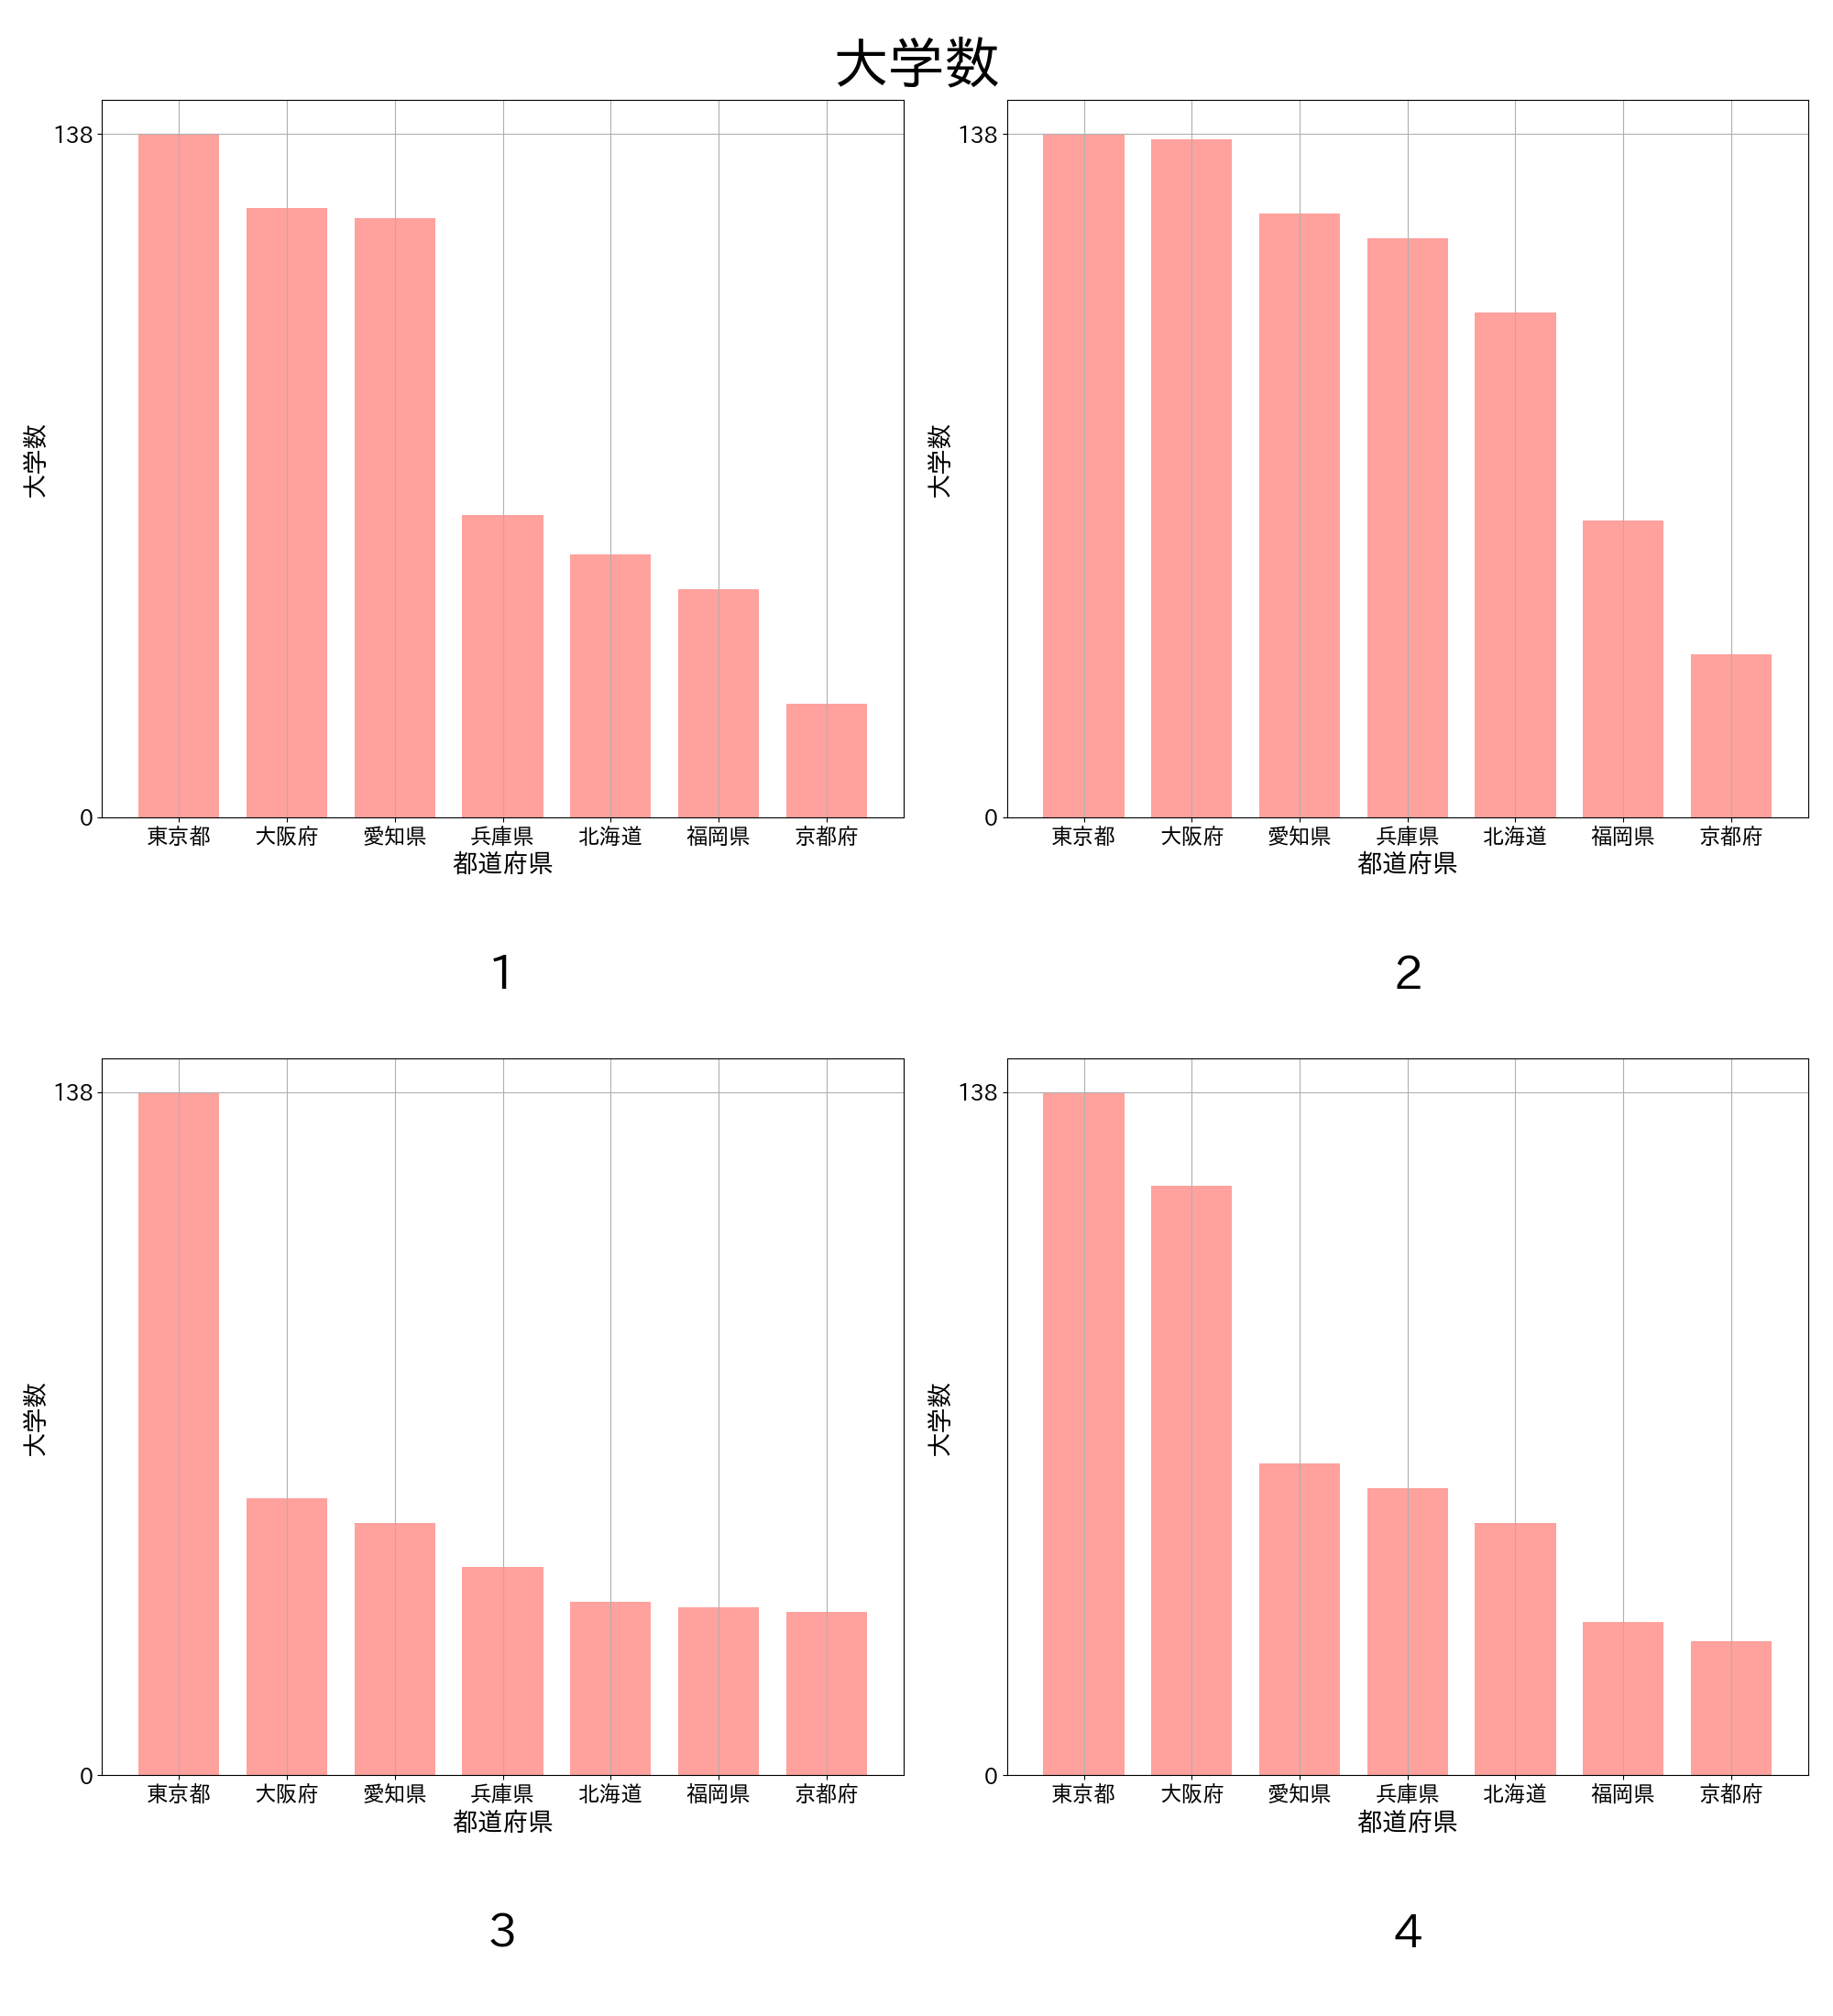 大学数
138
0
大学数
東京都 大阪府 愛知県 兵庫県 北海道 福岡県 京都府
都道府県
1
138
0
大学数
東京都 大阪府 愛知県 兵庫県 北海道 福岡県 京都府
都道府県
2
138
0
大学数
東京都 大阪府 愛知県 兵庫県 北海道 福岡県 京都府
都道府県
3
138
0
大学数
東京都 大阪府 愛知県 兵庫県 北海道 福岡県 京都府
都道府県
4